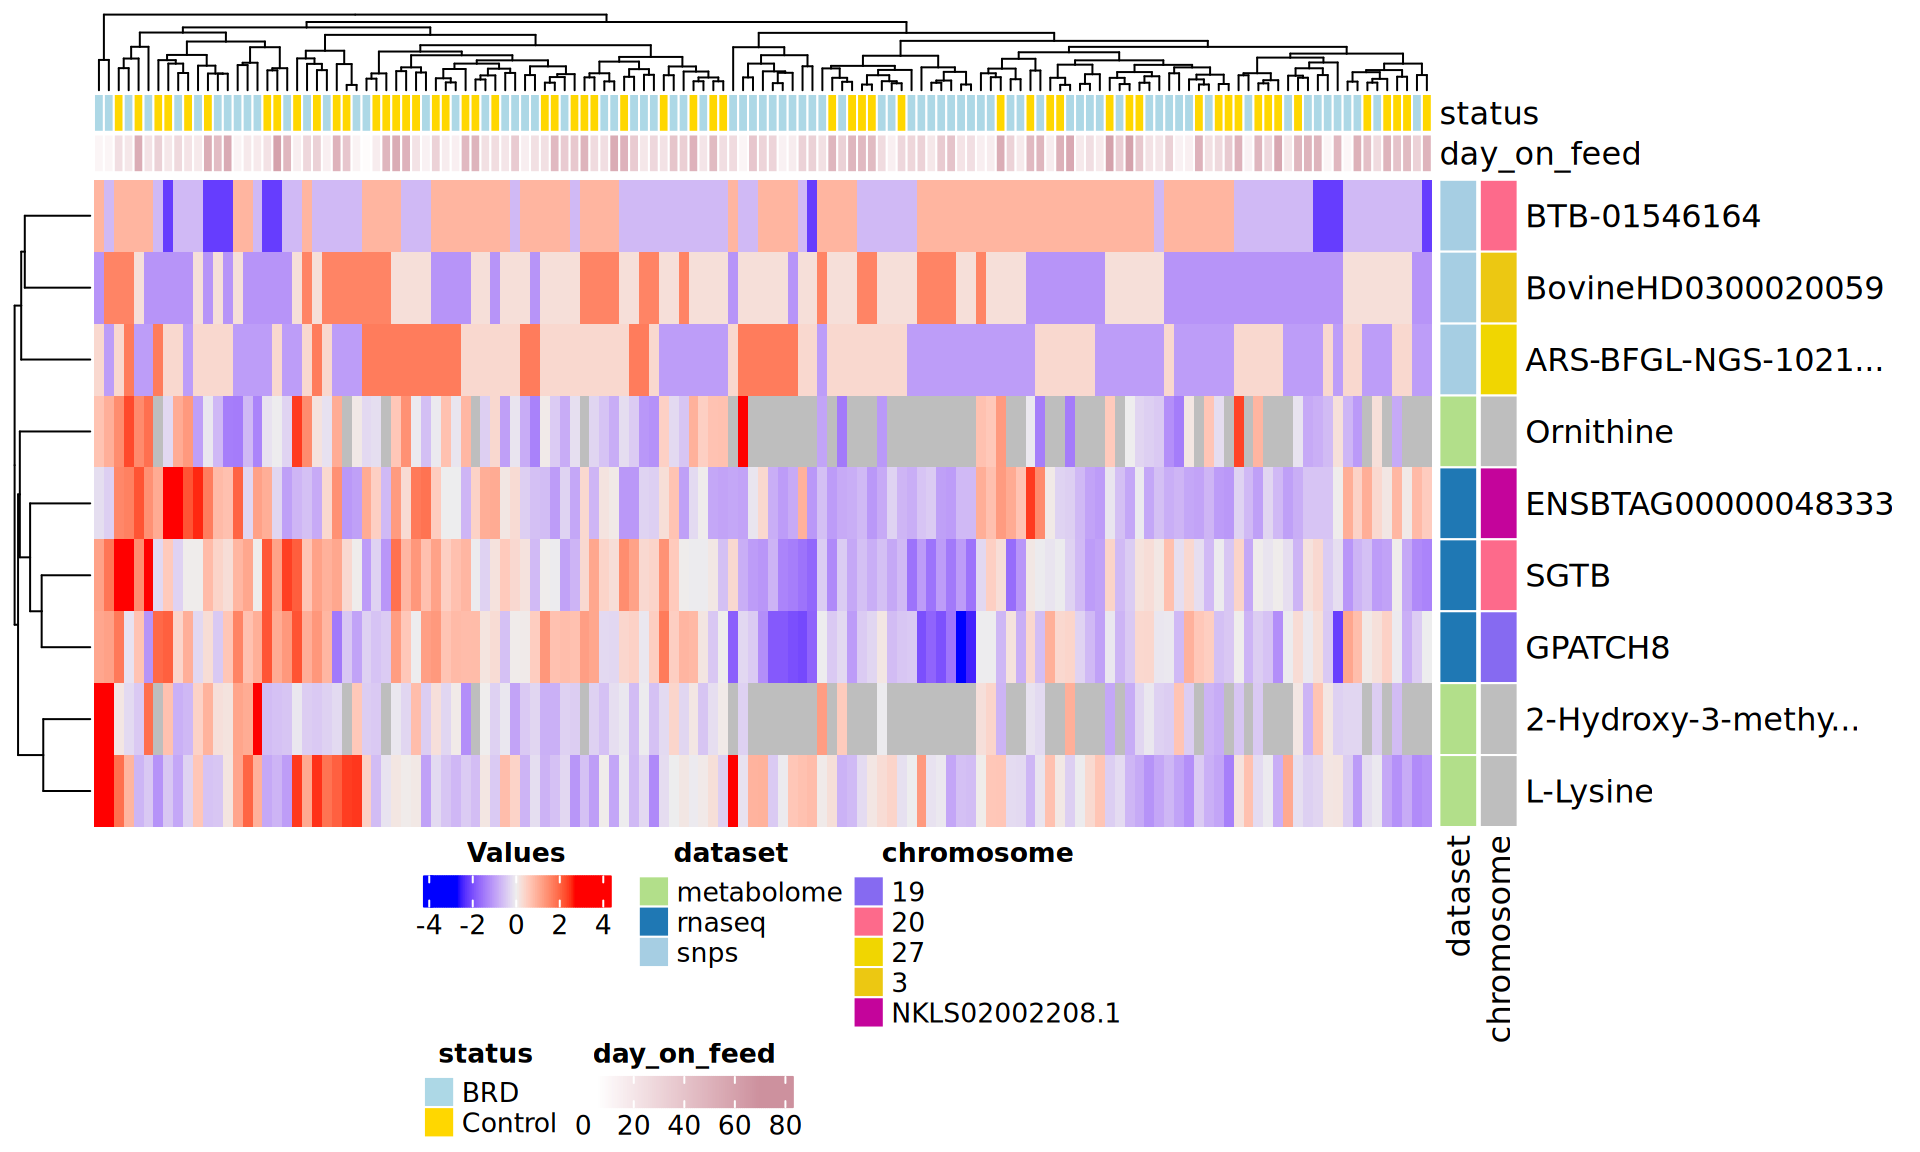 status
day_on_feed
BTB-01546164
BovineHD0300020059
ARS-BFGL-NGS-1021...
Ornithine
ENSBTAG00000048333
SGTB
GPATCH8
2-Hydroxy-3-methy...
L-Lysine
dataset
chromosome
Values
-4 -2 0 2 4
dataset
metabolome
rnaseq
snps
chromosome
19
20
27
3
NKLS02002208.1
status
BRD
Control
day_on_feed
0 20 40 60 80